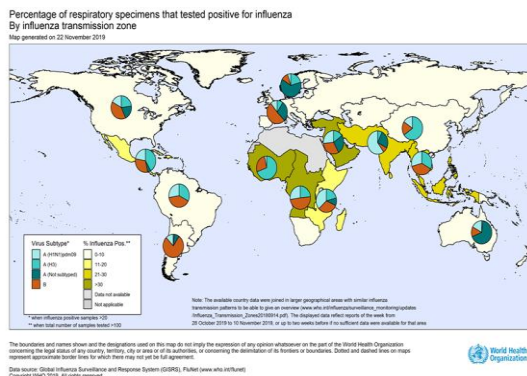 Percentage of respiratory specimens that tested positive for influenza
By influenza transmission zone
Map generated on 22 November 2019
Virus Subtype*
A (H1N1)pdm09
A (H3)
A (Not subtyped)
B
% Influenza Pos.**
0-10
11-20
21-30
>30
Data not available
Not applicable
* when influenza positive samples >20
** when total number of samples tested >100
Note: The available country data were joined in larger geographical areas with similar influenza
transmission patterns to be able to give an overview (www.who.int/influenza/surveillance_monitoring/updates
/Influenza_Transmission_Zones20180914.pdf). The displayed data reflect reports of the week from
28 October 2019 to 10 November 2019, or up to two weeks before if no sufficient data were available for that area
The boundaries and names shown and the designations used on this map do not imply the expression of any opinion whatsoever on the part of the World Health Organization
concerning the legal status of any country, territory, city or area or of its authorities, or concerning the delimitation of its frontiers or boundaries. Dotted and dashed lines on maps
represent approximate border lines for which there may not yet be full agreement.
World Health
Organization
Data source: Global Influenza Surveillance and Response System (GISRS), FluNet (www.who.int/flunet)
Copyright WHO 2019. All rights reserved.